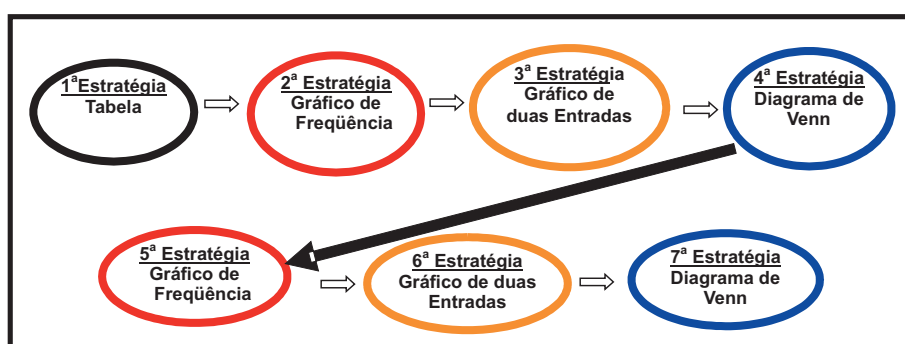 1ª Estratégia
Tabela
2ª Estratégia
Gráfico de
Freqüência
3ª Estratégia
Gráfico de
duas Entradas
4ª Estratégia
Diagrama de
Venn
5ª Estratégia
Gráfico de
Freqüência
6ª Estratégia
Gráfico de duas
Entradas
7ª Estratégia
Diagrama de
Venn